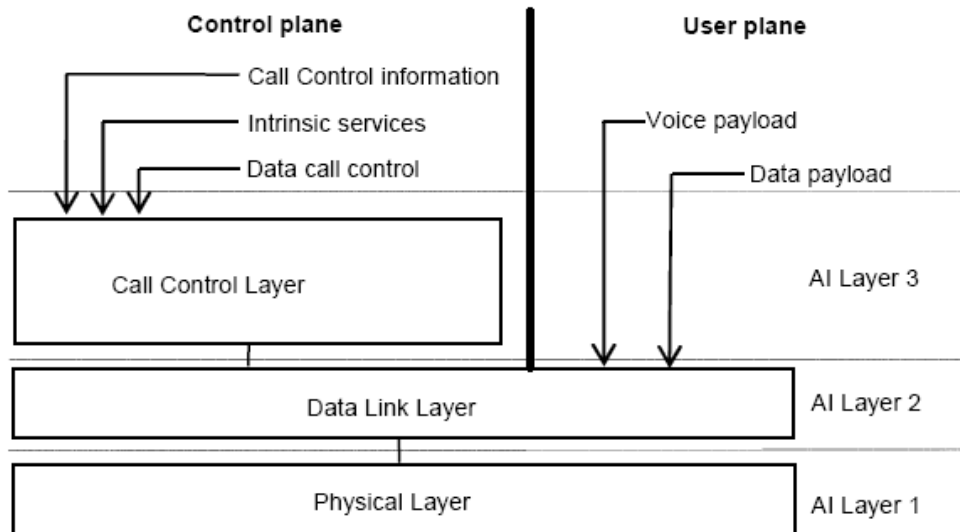 Control plane
User plane
Call Control information
Intrinsic services
Voice payload
Data call control
Data payload
Call Control Layer
AI Layer 3
Data Link Layer
AI Layer 2
Physical Layer
AI Layer 1